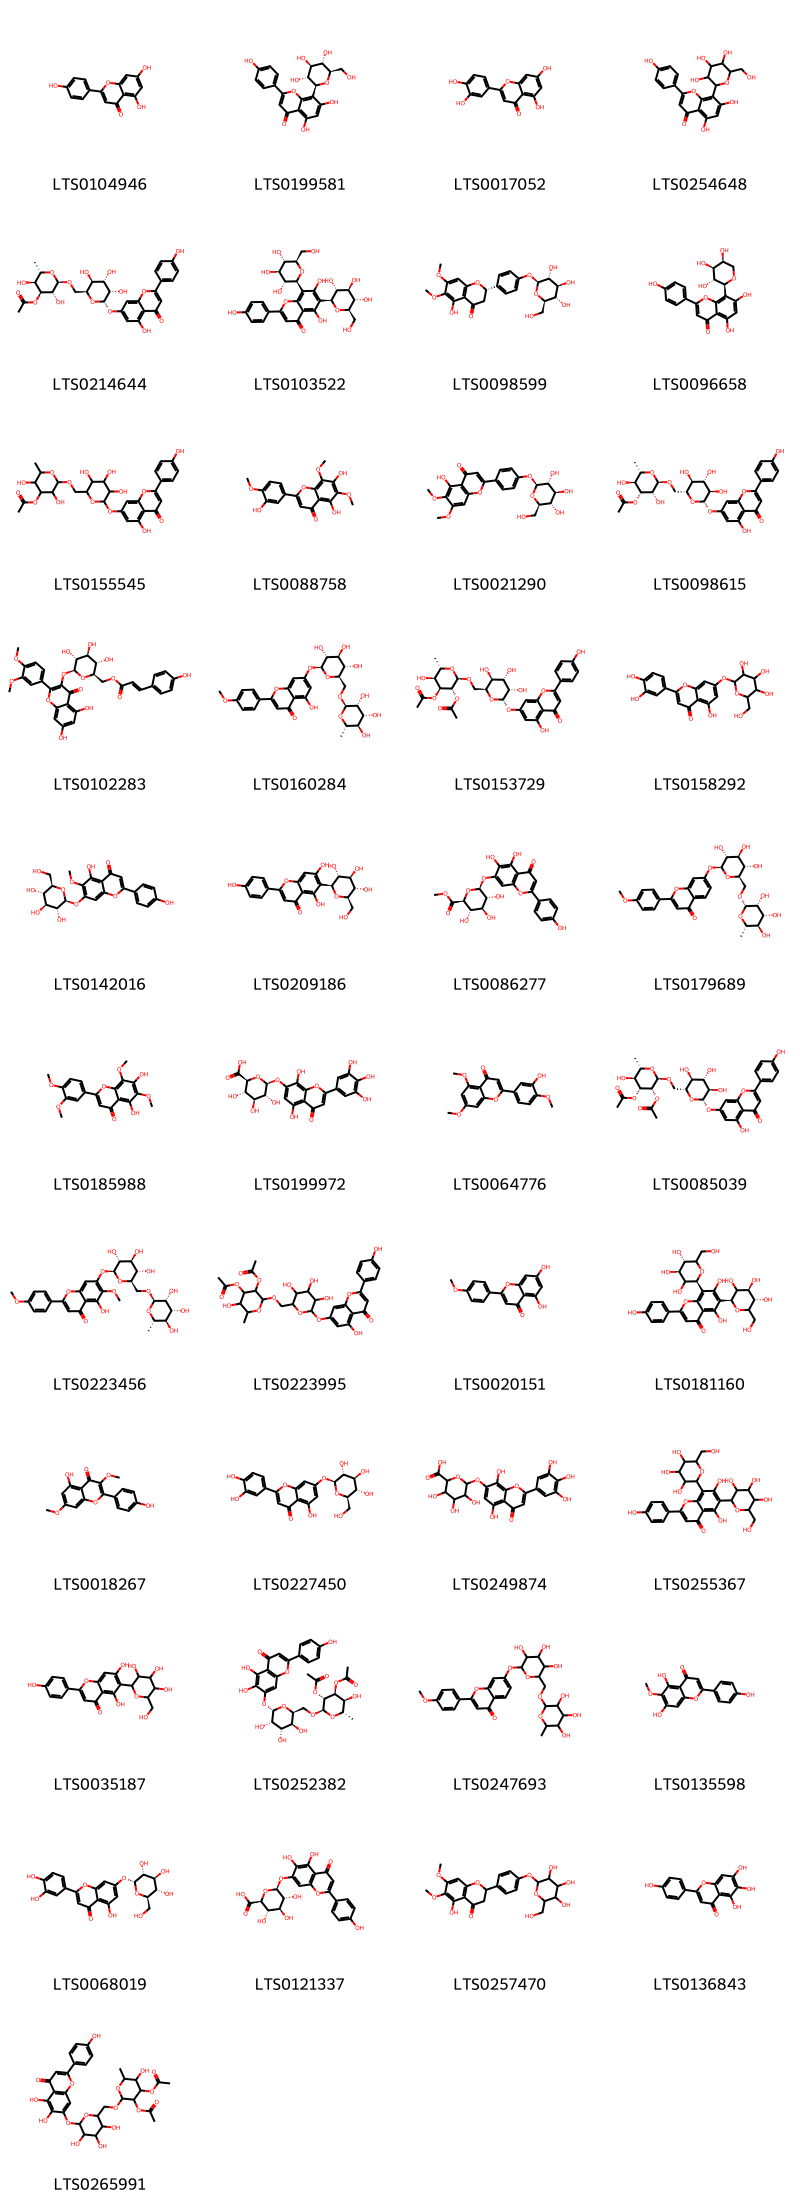 LTS0104946 LTS0199581 LTS0017052 LTS0254648
LTS0214644 LTS0103522 LTS0098599 LTS0096658
LTS0155545 LTS0088758 LTS0021290 LTS0098615
LTS0102283 LTS0160284 LTS0153729 LTS0158292
LTS0142016 LTS0209186 LTS0086277 LTS0179689
LTS0185988 LTS0199972 LTS0064776 LTS0085039
LTS0223456 LTS0223995 LTS0020151 LTS0181160
LTS0018267 LTS0227450 LTS0249874 LTS0255367
LTS0035187 LTS0252382 LTS0247693 LTS0135598
LTS0068019 LTS0121337 LTS0257470 LTS0136843
LTS0265991